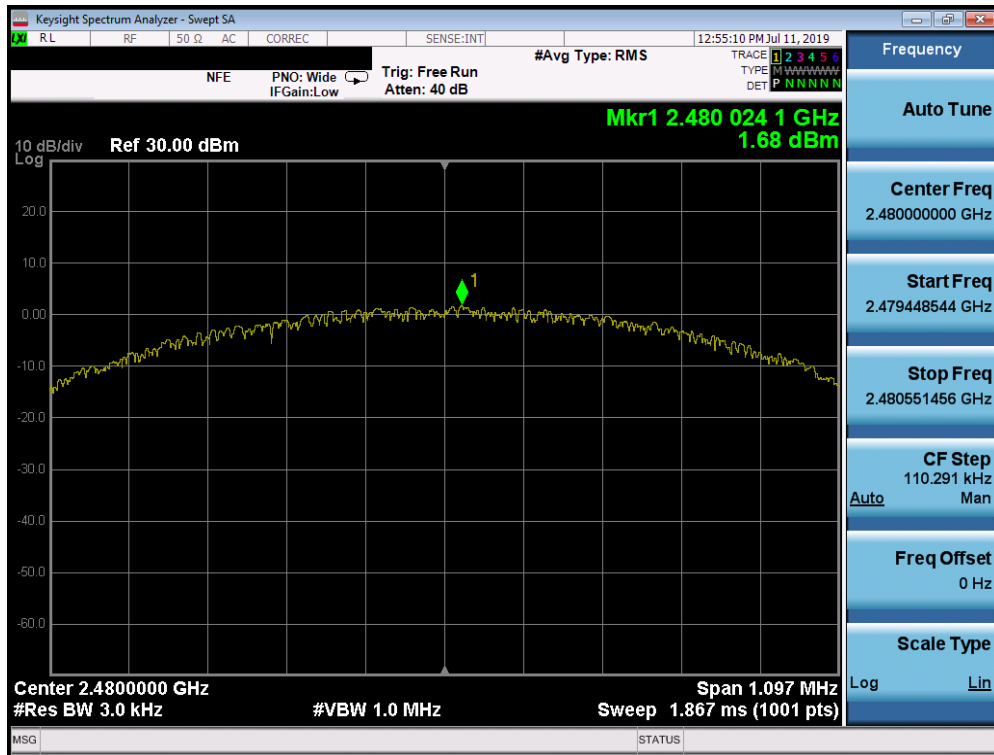 Keysight Spectrum Analyzer - Swept SA
LXI RL RF 50 Ω AC CORREC SENSE:INT 12:55:10 PM Jul 11, 2019
#Avg Type: RMS
TRACE 1 2 3 4 5 6
TYPE M WWWWW
DET P N N N N N
NFE
PNO: Wide
IFGain:Low
Trig: Free Run
Atten: 40 dB
Mkr1 2.480 024 1 GHz
1.68 dBm
10 dB/div Ref 30.00 dBm
Log
20.0
10.0
0.00
-10.0
-20.0
-30.0
-40.0
-50.0
-60.0
1
Center 2.4800000 GHz
Span 1.097 MHz
#Res BW 3.0 kHz
#VBW 1.0 MHz
Sweep 1.867 ms (1001 pts)
MSG
STATUS
Frequency
Auto Tune
Center Freq
2.480000000 GHz
Start Freq
2.479448544 GHz
Stop Freq
2.480551456 GHz
CF Step
110.291 kHz
Auto Man
Freq Offset
0 Hz
Scale Type
Log Lin